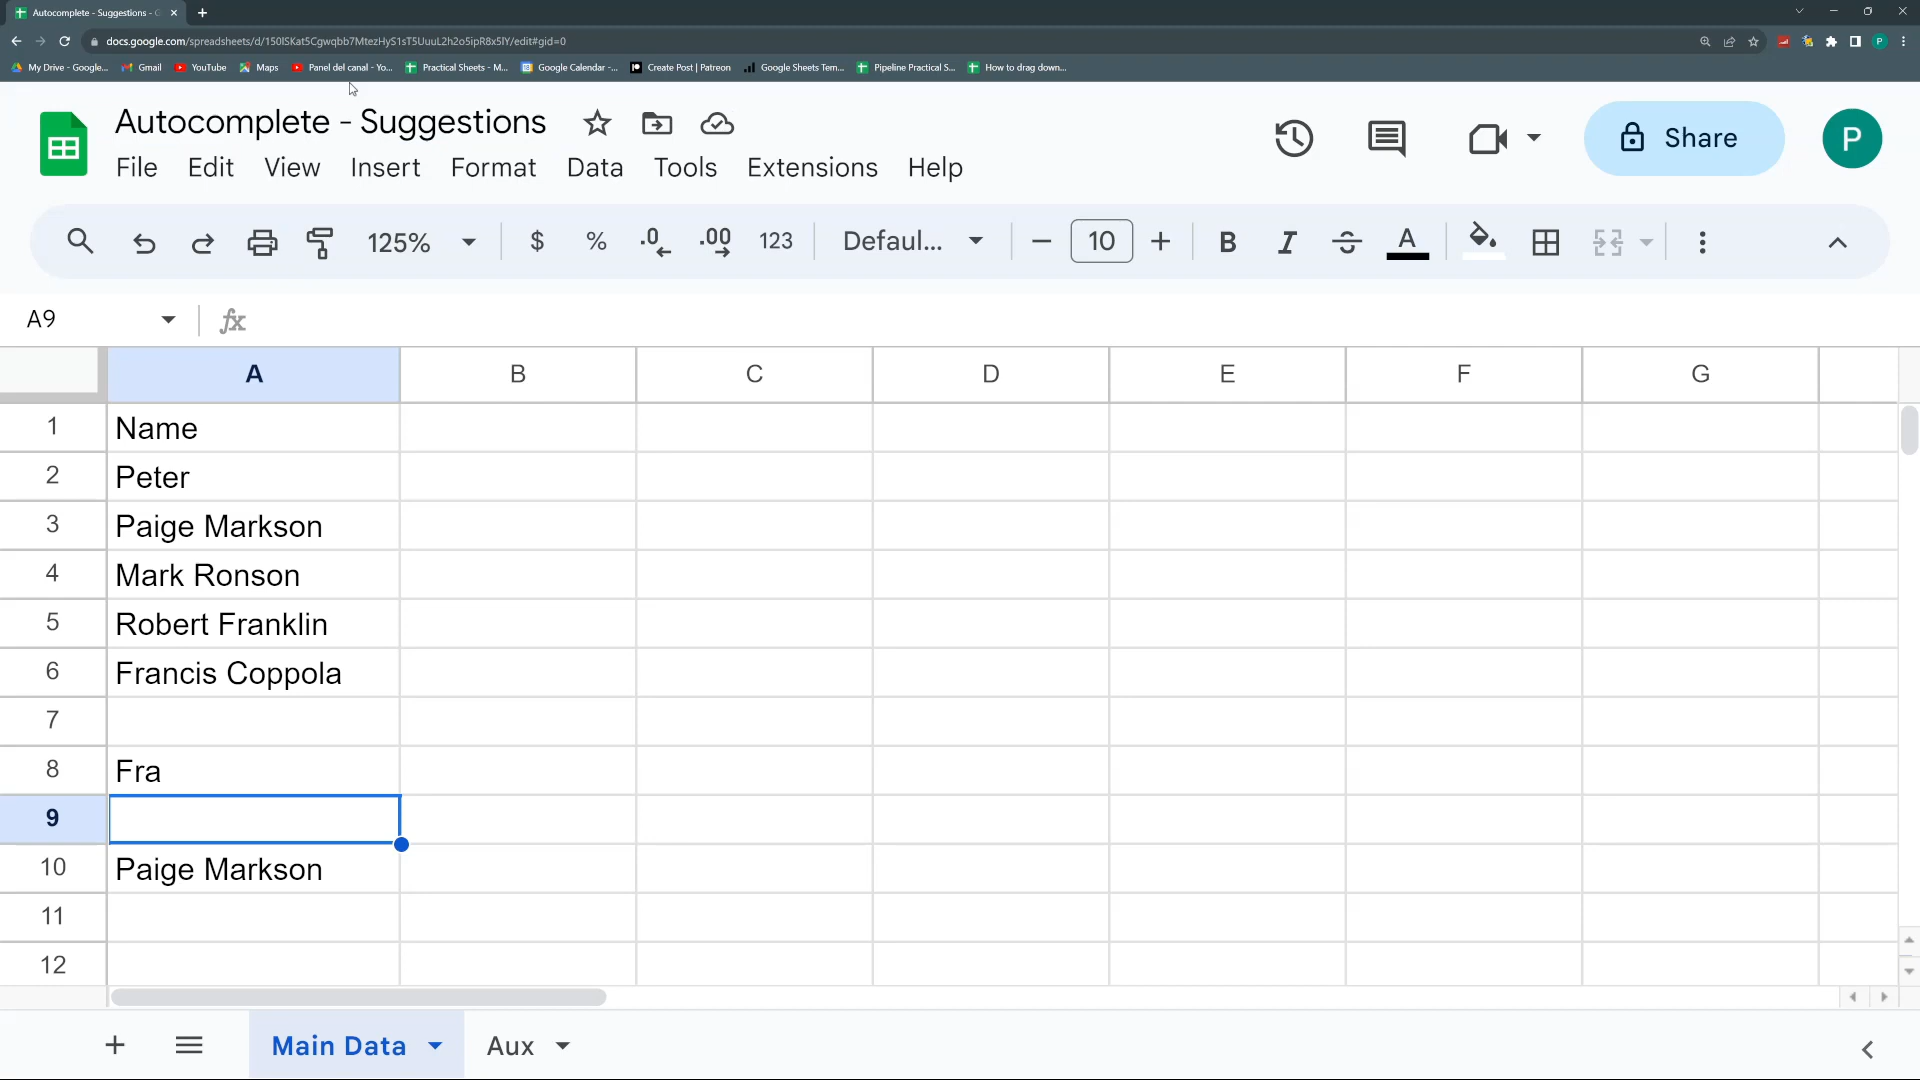 Autocomplete - Suggestions - G
docs.google.com/spreadsheets/d/150ISKat5Cgwqbb7MtezHyS1sT5UuuL2h2o5ipR8x5IY/edit#gid=0
P
My Drive - Google... Gmail YouTube Maps Panel del canal - Yo... Practical Sheets - M... Google Calendar -... Create Post | Patreon Google Sheets Tem... Pipeline Practical S... How to drag down...
Autocomplete - Suggestions
Share
P
File Edit View Insert Format Data Tools Extensions Help
125% $ % .0 .00 123 Defaul... 10 B I S A
A9 fx
A B C D E F G
1 Name
2 Peter
3 Paige Markson
4 Mark Ronson
5 Robert Franklin
6 Francis Coppola
7
8 Fra
9
10 Paige Markson
11
12
Main Data Aux